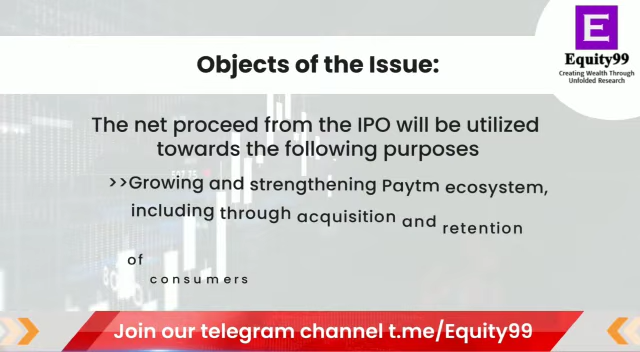 E
Equity99
Creating Wealth Through
Unfolded Research
Objects of the Issue:
The net proceed from the IPO will be utilized
towards the following purposes
>>Growing and strengthening Paytm ecosystem,
including through acquisition and retention
of
consumers
Join our telegram channel t.me/Equity99